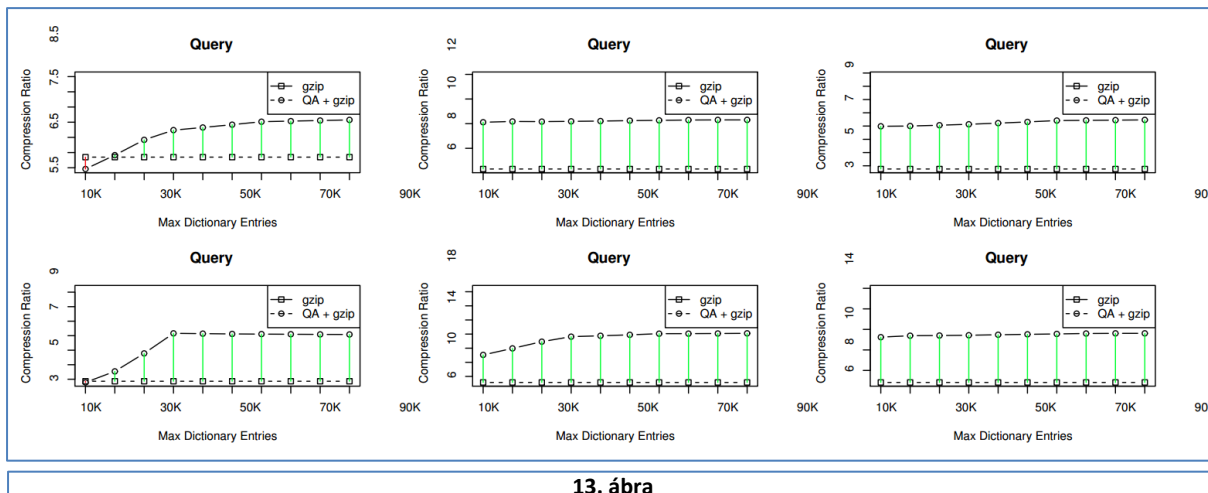 Query
8.5
7.5
6.5
5.5
Compression Ratio
gzip
QA + gzip
10K 30K 50K 70K 90K
Max Dictionary Entries
Query
12
10
8
6
Compression Ratio
gzip
QA + gzip
10K 30K 50K 70K 90K
Max Dictionary Entries
Query
9
7
5
3
Compression Ratio
gzip
QA + gzip
10K 30K 50K 70K 90
Max Dictionary Entries
Query
9
7
5
3
Compression Ratio
gzip
QA + gzip
10K 30K 50K 70K 90K
Max Dictionary Entries
Query
18
14
10
6
Compression Ratio
gzip
QA + gzip
10K 30K 50K 70K 90K
Max Dictionary Entries
Query
14
10
8
6
Compression Ratio
gzip
QA + gzip
10K 30K 50K 70K 90
Max Dictionary Entries
13. ábra